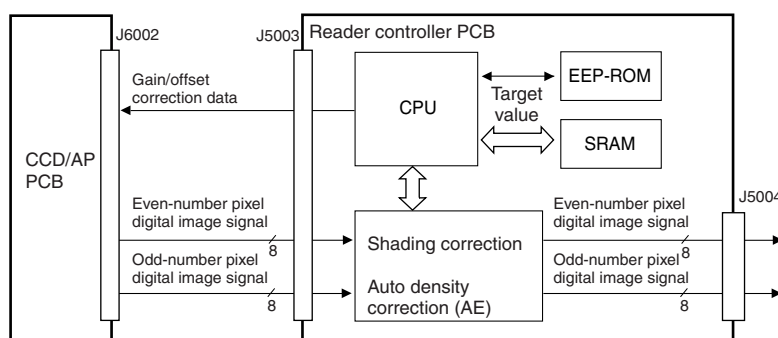 J6002
J5003
Reader controller PCB
Gain/offset
correction data
CPU
EEP-ROM
Target
value
SRAM
CCD/AP
PCB
Even-number pixel
digital image signal
8
Odd-number pixel
digital image signal
8
Shading correction
Auto density
correction (AE)
Even-number pixel
digital image signal
8
Odd-number pixel
digital image signal
8
J5004